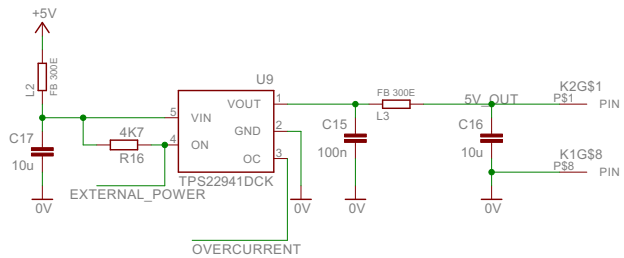 +5V
L2
FB 300E
U9
FB 300E
L3
K2G$1
5V_OUT
P$1
PIN
5
VIN
VOUT
1
4K7
4
ON
GND
2
R16
OC
3
C17
10u
C15
100n
C16
10u
K1G$8
P$8
PIN
TPS22941DCK
EXTERNAL_POWER
0V
0V
0V
0V
OVERCURRENT